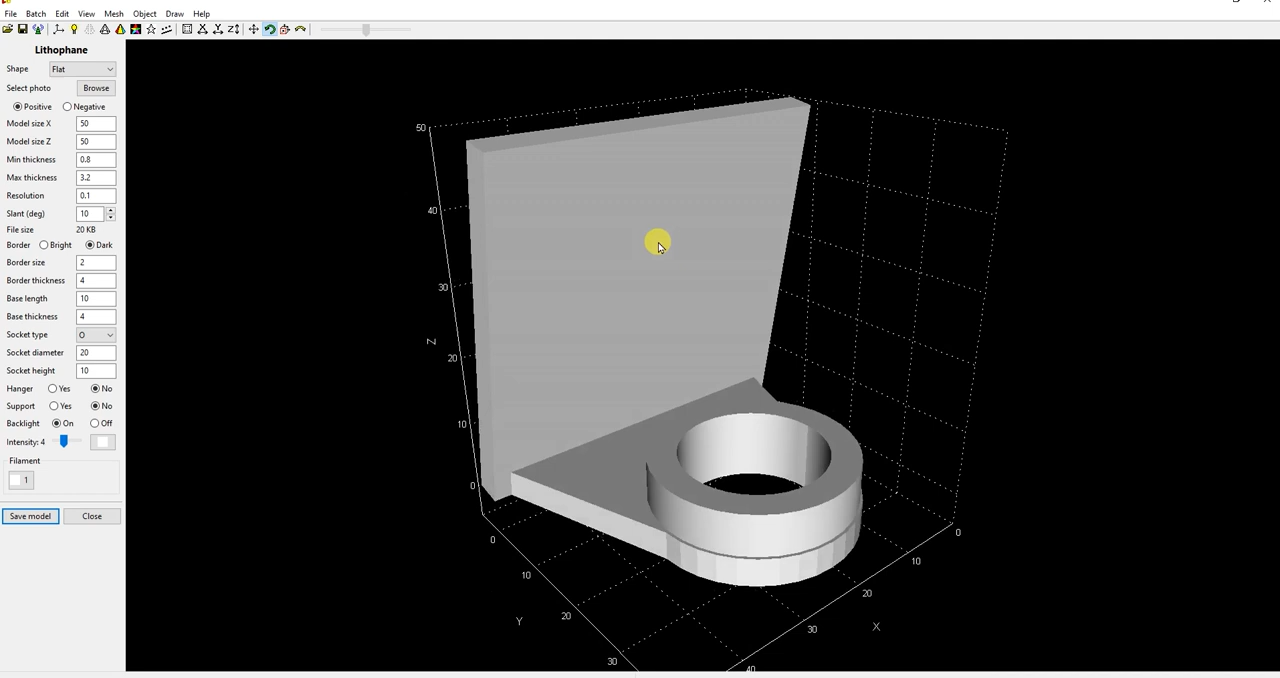 File Batch Edit View Mesh Object Draw Help
Lithophane
Shape Flat
Select photo Browse
Positive Negative
Model size X 50
Model size Z 50
Min thickness 0.8
Max thickness 3.2
Resolution 0.1
Slant (deg) 10
File size 20 KB
Border Bright Dark
Border size 2
Border thickness 4
Base length 10
Base thickness 4
Socket type O
Socket diameter 20
Socket height 10
Hanger Yes No
Support Yes No
Backlight On Off
Intensity: 4
Filament
1
Save model Close
50
40
30
20
10
0
Z
0
10
20
30
Y
0
10
20
30
40
X